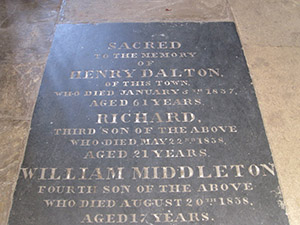 SACRED
TO THE MEMORY
OF
HENRY DALTON,
OF THIS TOWN,
WHO DIED JANUARY 5TH 1837,
AGED 61 YEARS.
RICHARD,
THIRD SON OF THE ABOVE
WHO DIED MAY 22ND 1838,
AGED 21 YEARS.
WILLIAM MIDDLETON
FOURTH SON OF THE ABOVE
WHO DIED AUGUST 20TH 1838,
AGED 17 YEARS.